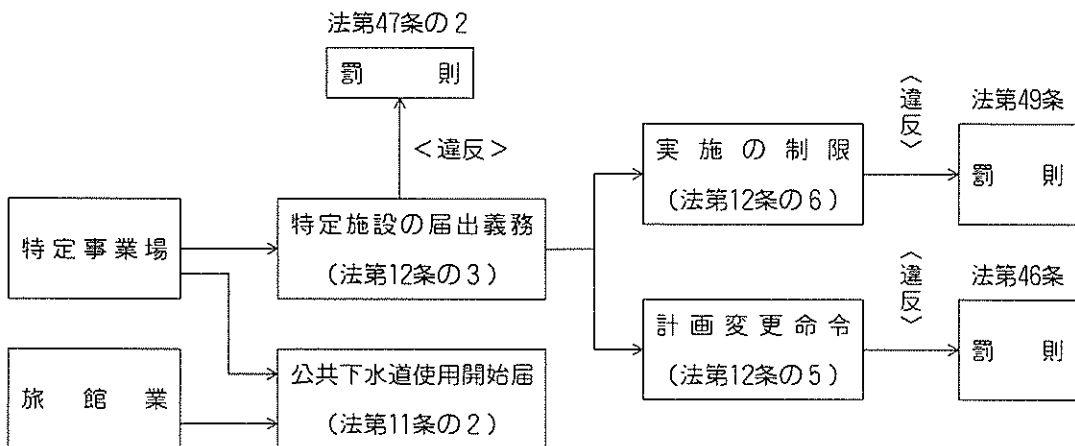 法第47条の2
罰則
<違反>
特定事業場
特定施設の届出義務
(法第12条の3)
実施の制限
(法第12条の6)
<違反>
法第49条
罰則
計画変更命令
(法第12条の5)
<違反>
法第46条
罰則
旅館業
公共下水道使用開始届
(法第11条の2)